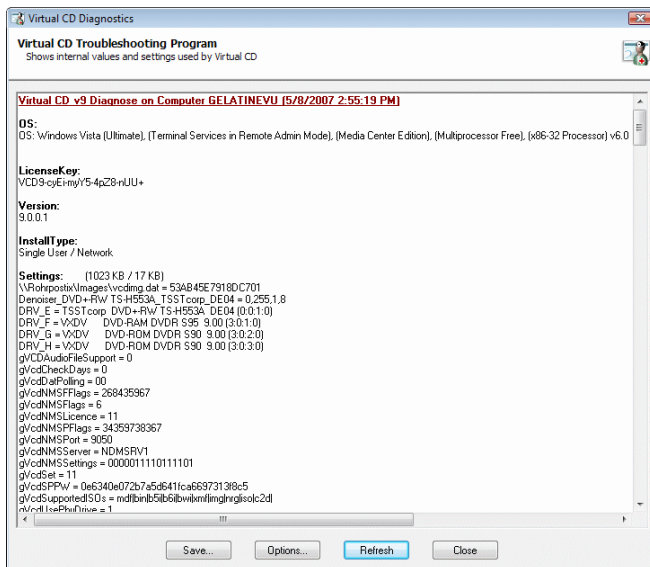 Virtual CD Diagnostics
Virtual CD Troubleshooting Program
Shows internal values and settings used by Virtual CD
Virtual CD v9 Diagnose on Computer GELATINEVU (5/8/2007 2:55:19 PM)
OS:
OS: Windows Vista (Ultimate), (Terminal Services in Remote Admin Mode), (Media Center Edition), (Multiprocessor Free), (x86-32 Processor) v6.0
LicenseKey:
VCD9-cyEi-myY5-4pZ8-nUU+
Version:
9.0.0.1
InstallType:
Single User / Network
Settings: (1023 KB / 17 KB)
\\Rohrpostix\Images\vcdimg.dat = 53AB45E7918DC701
Denoiser_DVD+-RW TS-H553A_TSSTcorp_DE04 = 0,255,1,8
DRV_E = TSSTcorp DVD+-RW TS-H553A DE04 (0:0:1:0)
DRV_F = VXDV DVD-RAM DVDR S95 9.00 (3:0:1:0)
DRV_G = VXDV DVD-ROM DVDR S90 9.00 (3:0:2:0)
DRV_H = VXDV DVD-ROM DVDR S90 9.00 (3:0:3:0)
gVCDAudioFileSupport = 0
gVcdCheckDays = 0
gVcdDatPolling = 00
gVcdNMSFFlags = 268435967
gVcdNMSFlags = 6
gVcdNMSLicence = 11
gVcdNMSPFlags = 34359738367
gVcdNMSPort = 9050
gVcdNMSServer = NDMSRV1
gVcdNMSSettings = 0000011110111101
gVcdSet = 11
gVcdSPPW = 0e6340e072b7a5d641fca6697313f8c5
gVcdSupportedISOs = mdf|bin|b5i|b6i|bwi|xmf|img|nrg|iso|c2d|
gVcdUsePhyDrive = 1
Save... Options... Refresh Close